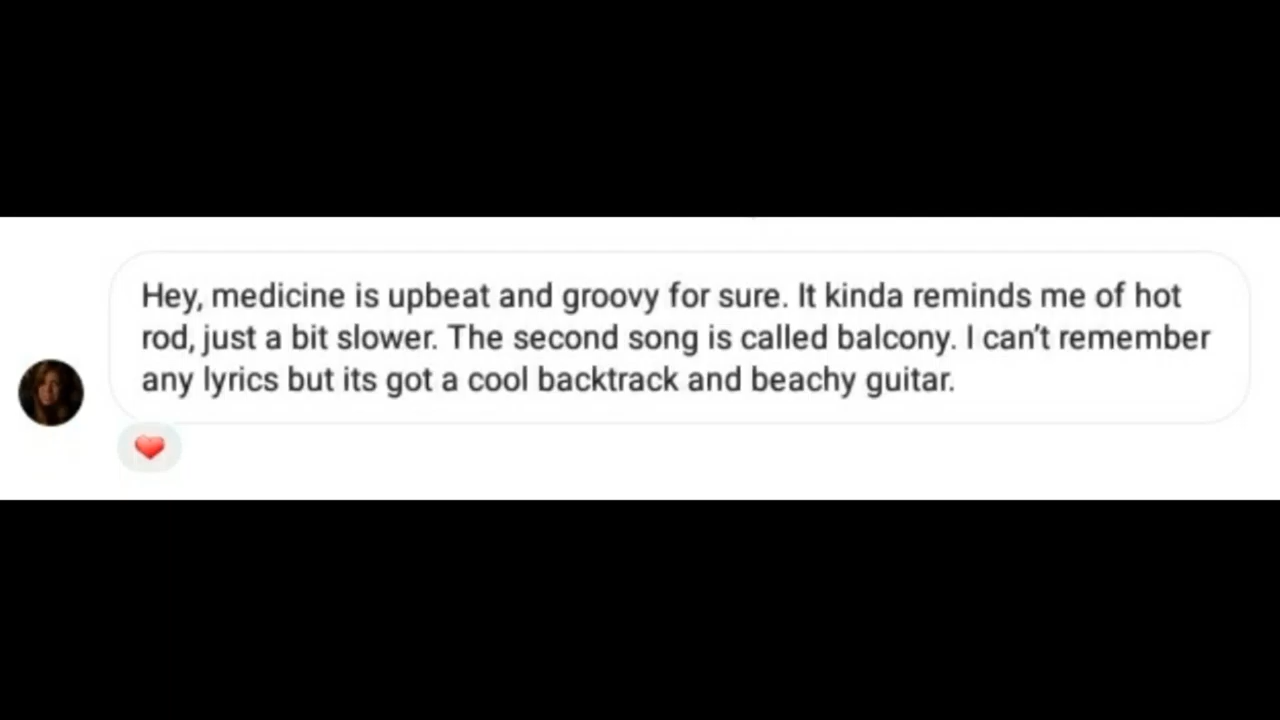 Hey, medicine is upbeat and groovy for sure. It kinda reminds me of hot
rod, just a bit slower. The second song is called balcony. I can’t remember
any lyrics but its got a cool backtrack and beachy guitar.